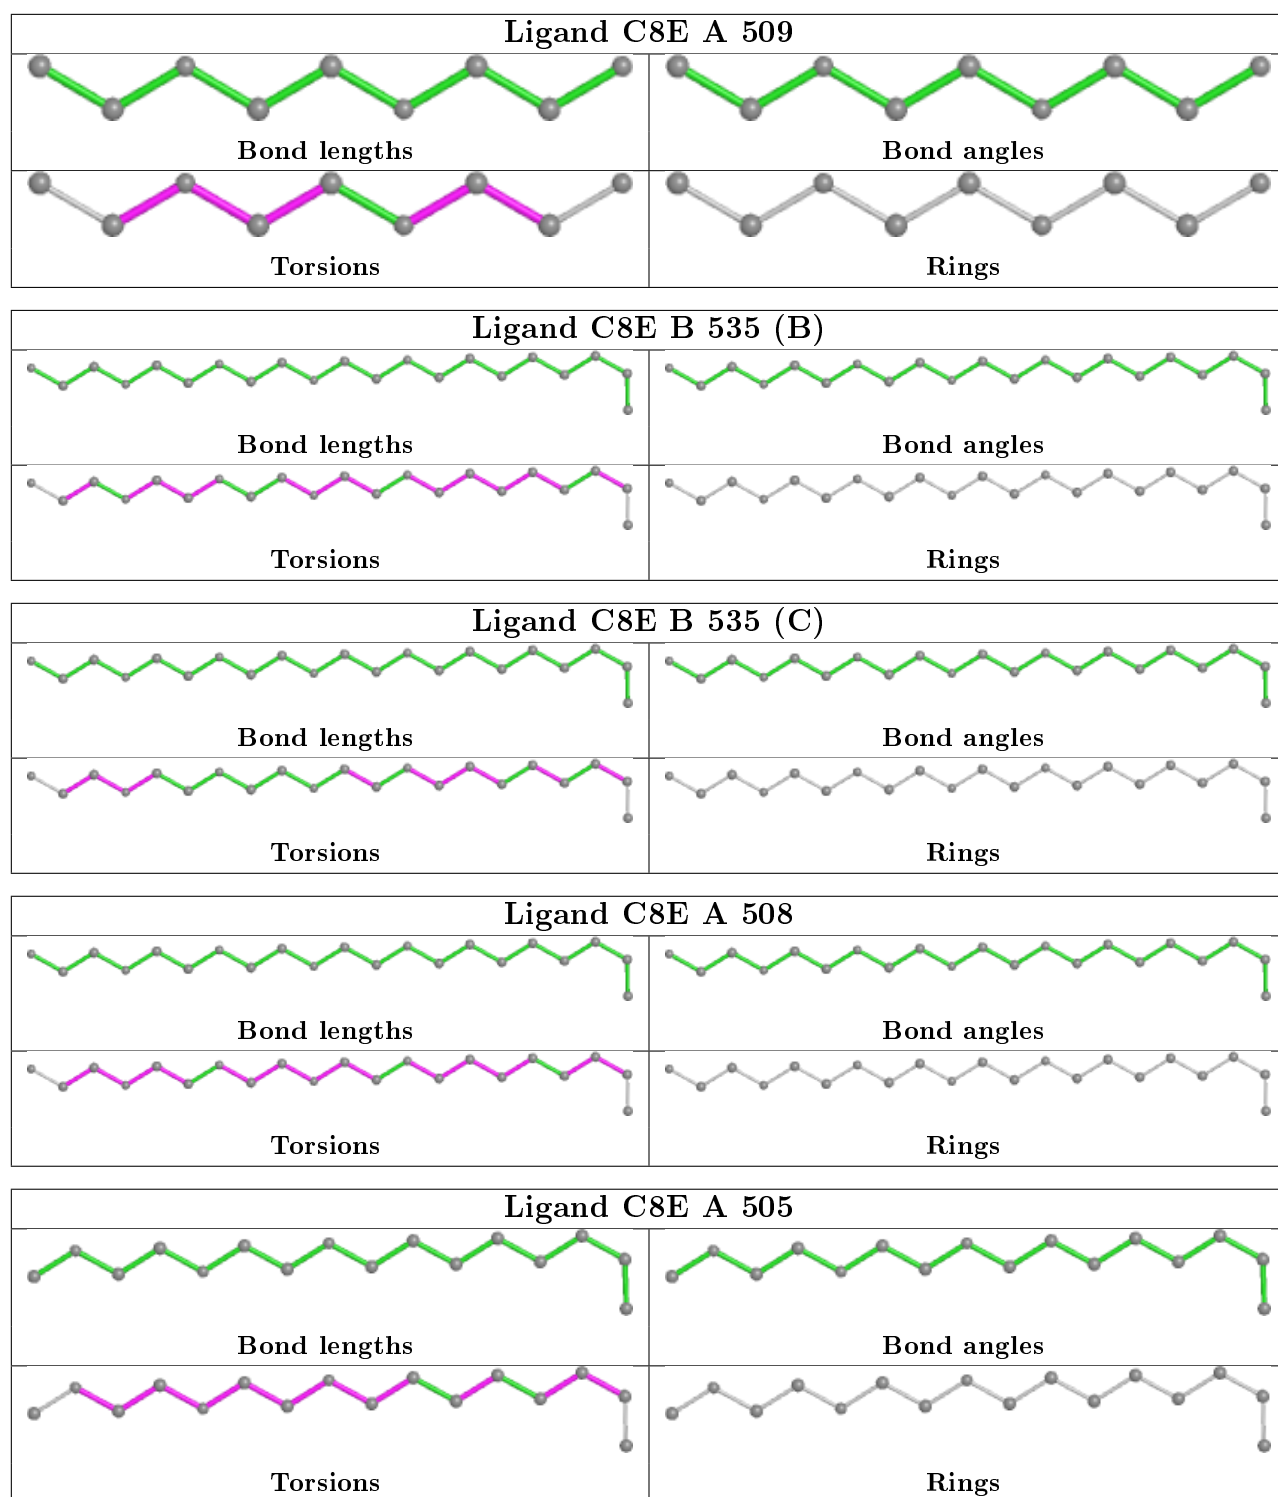 Ligand C8E A 509
Bond lengths Bond angles
Torsions Rings
Ligand C8E B 535 (B)
Bond lengths Bond angles
Torsions Rings
Ligand C8E B 535 (C)
Bond lengths Bond angles
Torsions Rings
Ligand C8E A 508
Bond lengths Bond angles
Torsions Rings
Ligand C8E A 505
Bond lengths Bond angles
Torsions Rings